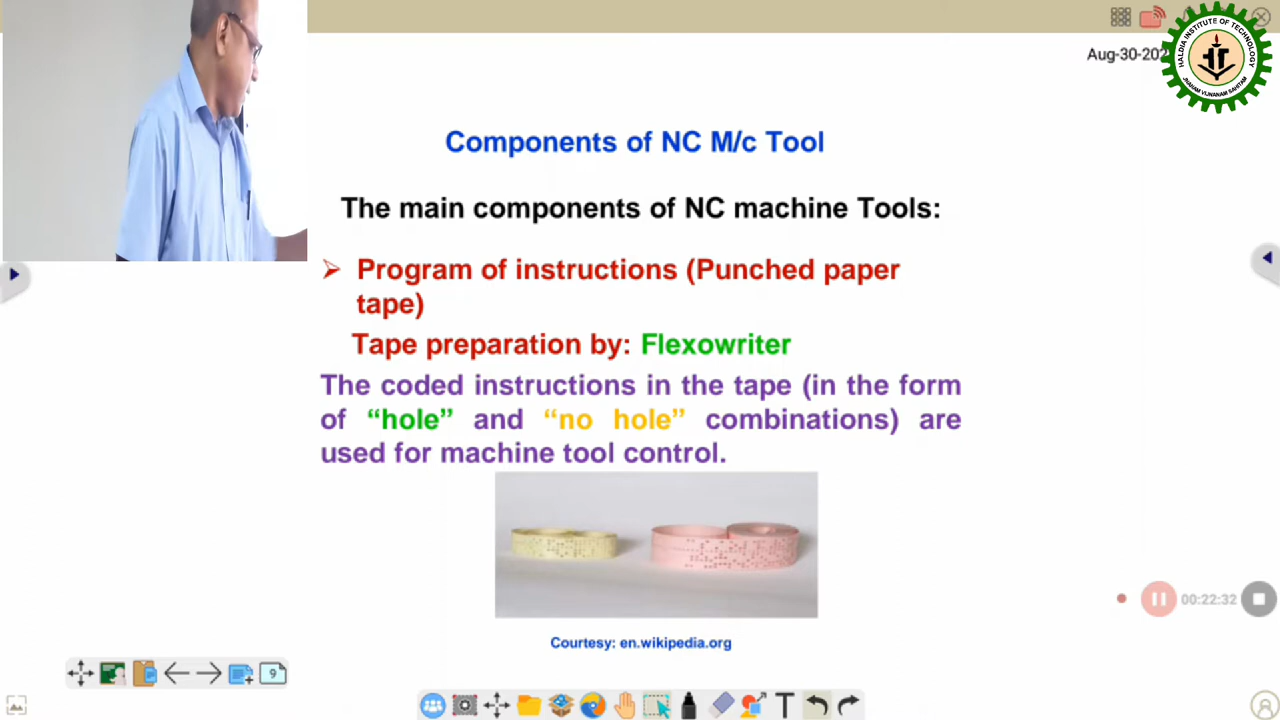 HALDIA INSTITUTE OF TECHNOLOGY
Aug-30-202
Components of NC M/c Tool
The main components of NC machine Tools:
➢ Program of instructions (Punched paper
tape)
Tape preparation by: Flexowriter
The coded instructions in the tape (in the form
of “hole” and “no hole” combinations) are
used for machine tool control.
00:22:32
Courtesy: en.wikipedia.org
9
T